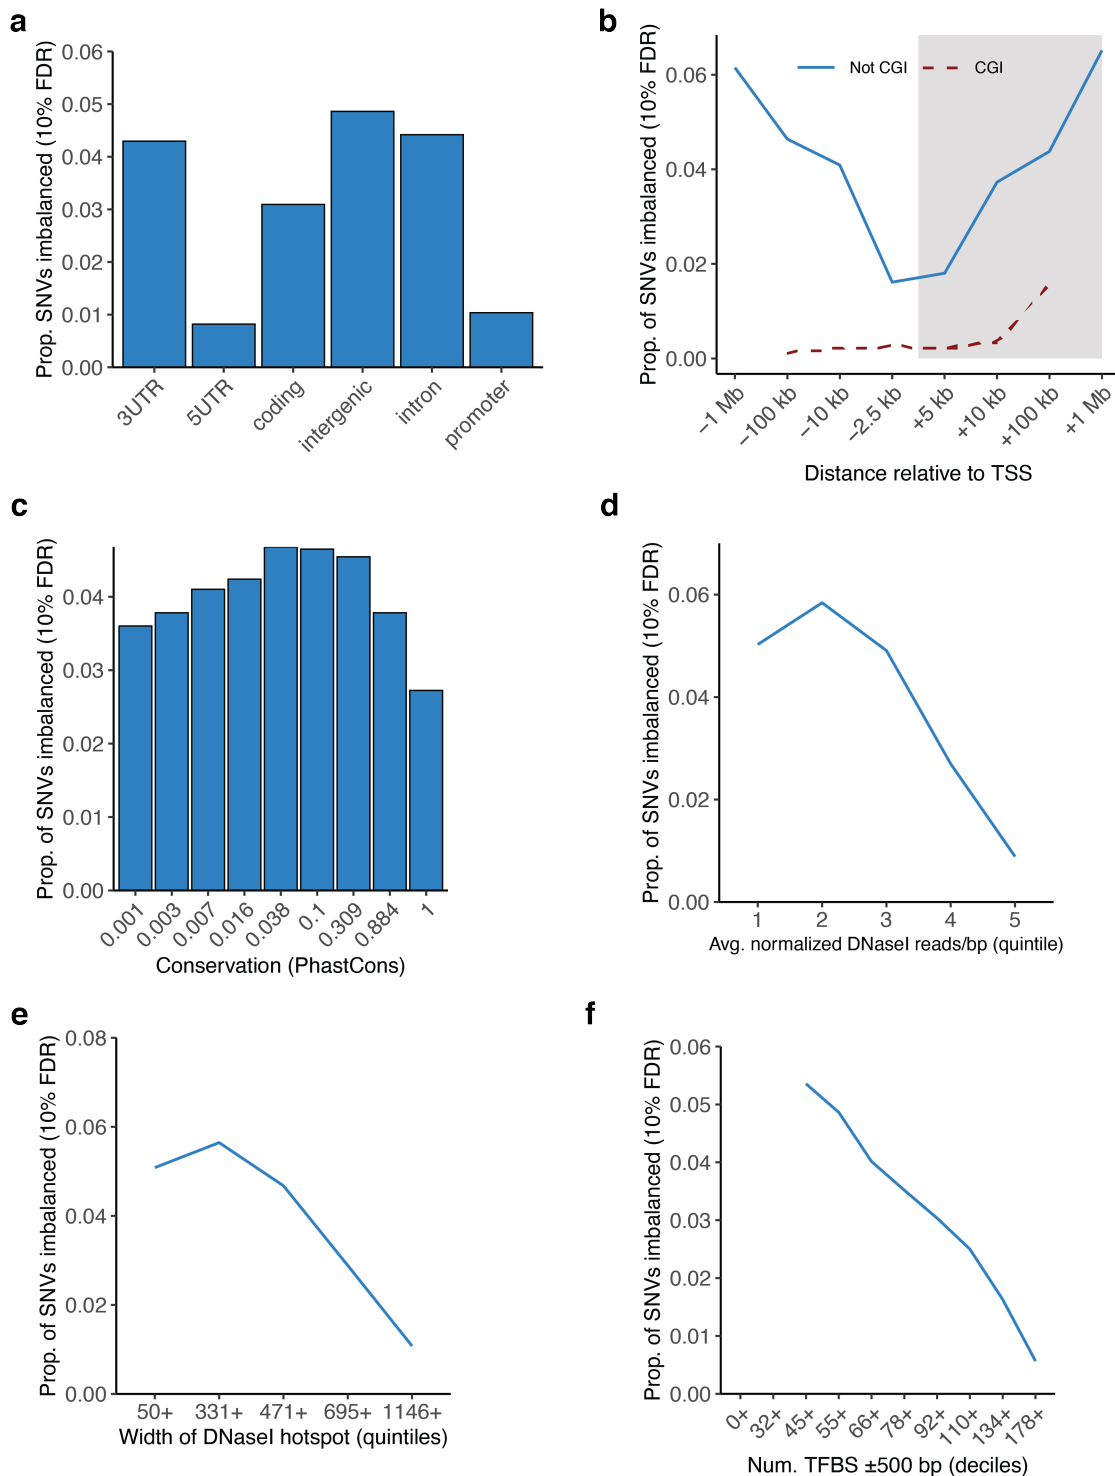 a
Prop. SNVs imbalanced (10% FDR)
0.06
0.05
0.04
0.03
0.02
0.01
0.00
3UTR
5UTR
coding
intergenic
intron
promoter
b
Prop. of SNVs imbalanced (10% FDR)
0.06
0.04
0.02
0.00
Not CGI
CGI
−1 Mb
−100 kb
−10 kb
−2.5 kb
+5 kb
+10 kb
+100 kb
+1 Mb
Distance relative to TSS
c
Prop. of SNVs imbalanced (10% FDR)
0.04
0.03
0.02
0.01
0.00
0.001
0.003
0.007
0.016
0.038
0.1
0.309
0.884
1
Conservation (PhastCons)
d
Prop. of SNVs imbalanced (10% FDR)
0.06
0.04
0.02
0.00
1 2 3 4 5
Avg. normalized DNaseI reads/bp (quintile)
e
Prop. of SNVs imbalanced (10% FDR)
0.08
0.06
0.04
0.02
0.00
50+ 331+ 471+ 695+ 1146+
Width of DNaseI hotspot (quintiles)
f
Prop. of SNVs imbalanced (10% FDR)
0.06
0.05
0.04
0.03
0.02
0.01
0.00
0+
32+
45+
55+
66+
78+
92+
110+
134+
178+
Num. TFBS ±500 bp (deciles)